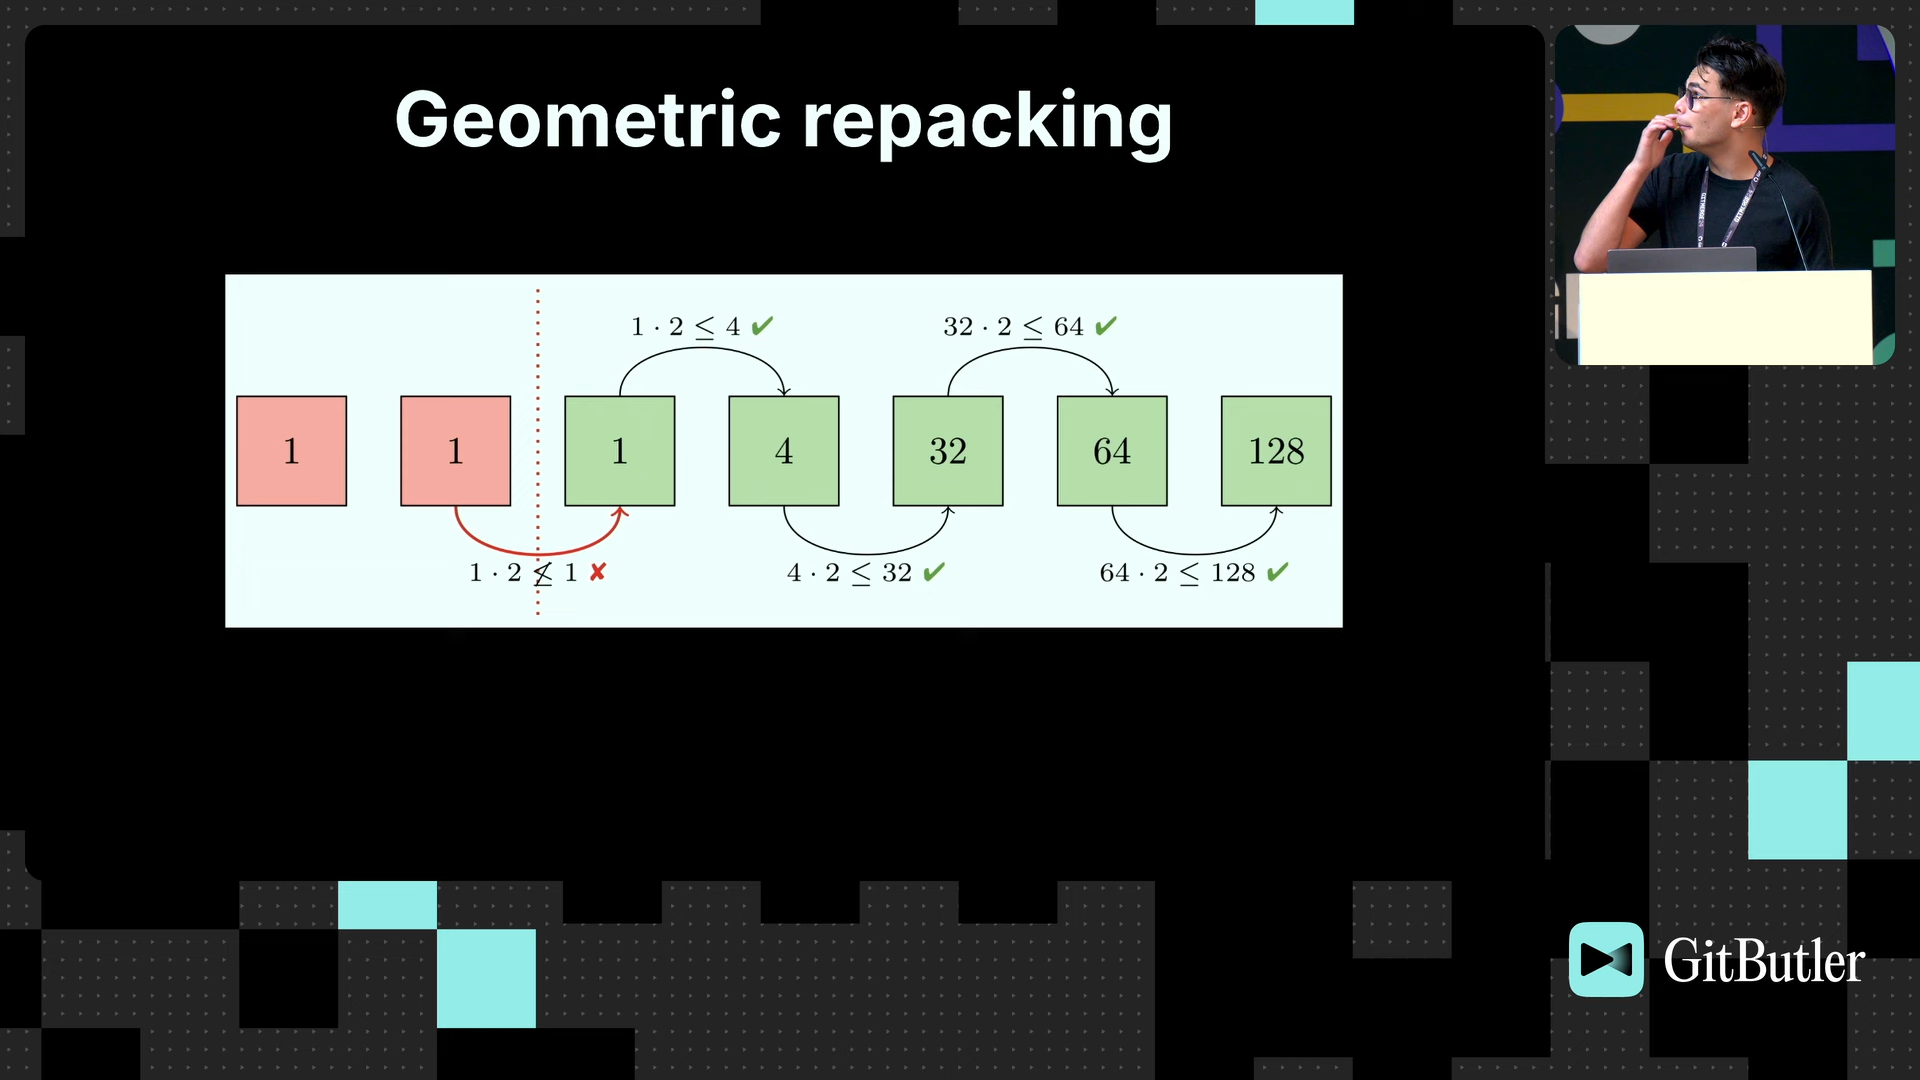 Geometric repacking
1 · 2 ≤ 4 ✔
32 · 2 ≤ 64 ✔
1
1
1
4
32
64
128
1 · 2 ≰ 1 ✘
4 · 2 ≤ 32 ✔
64 · 2 ≤ 128 ✔
GitButler